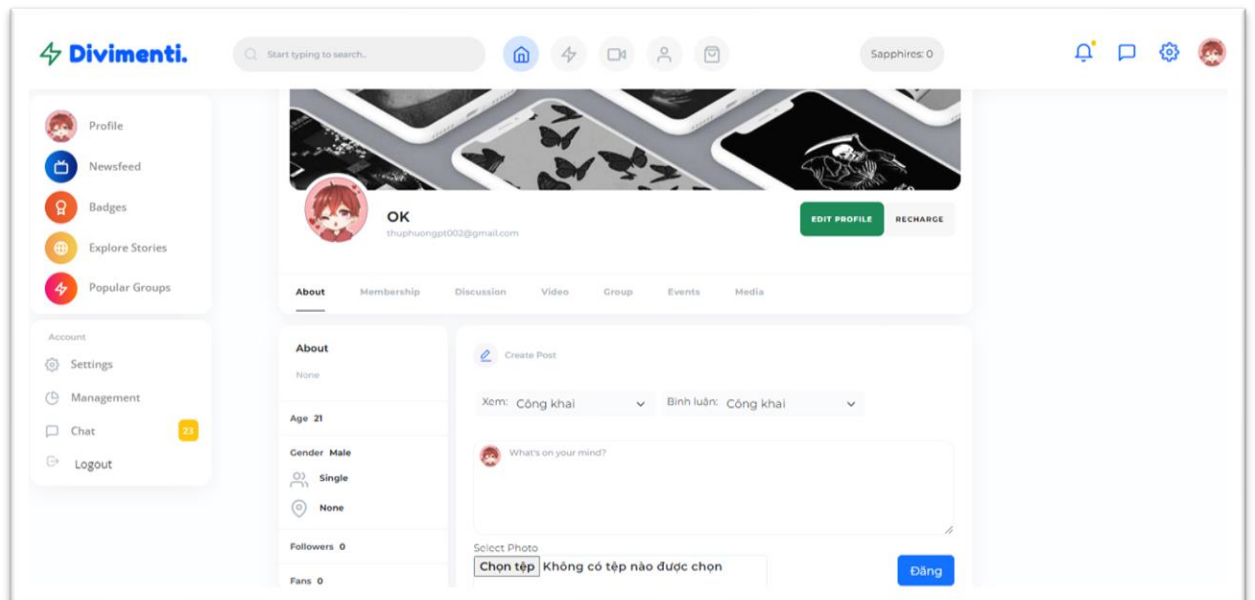 Divimenti.
Start typing to search..
Sapphires: 0
Profile
Newsfeed
Badges
Explore Stories
Popular Groups
Account
Settings
Management
Chat 23
Logout
OK
thuphuongpt002@gmail.com
EDIT PROFILE RECHARGE
About Membership Discussion Video Group Events Media
About
None
Age 21
Gender Male
Single
None
Followers 0
Fans 0
Create Post
Xem: Công khai Bình luận: Công khai
What's on your mind?
Select Photo
Chọn tệp Không có tệp nào được chọn
Đăng